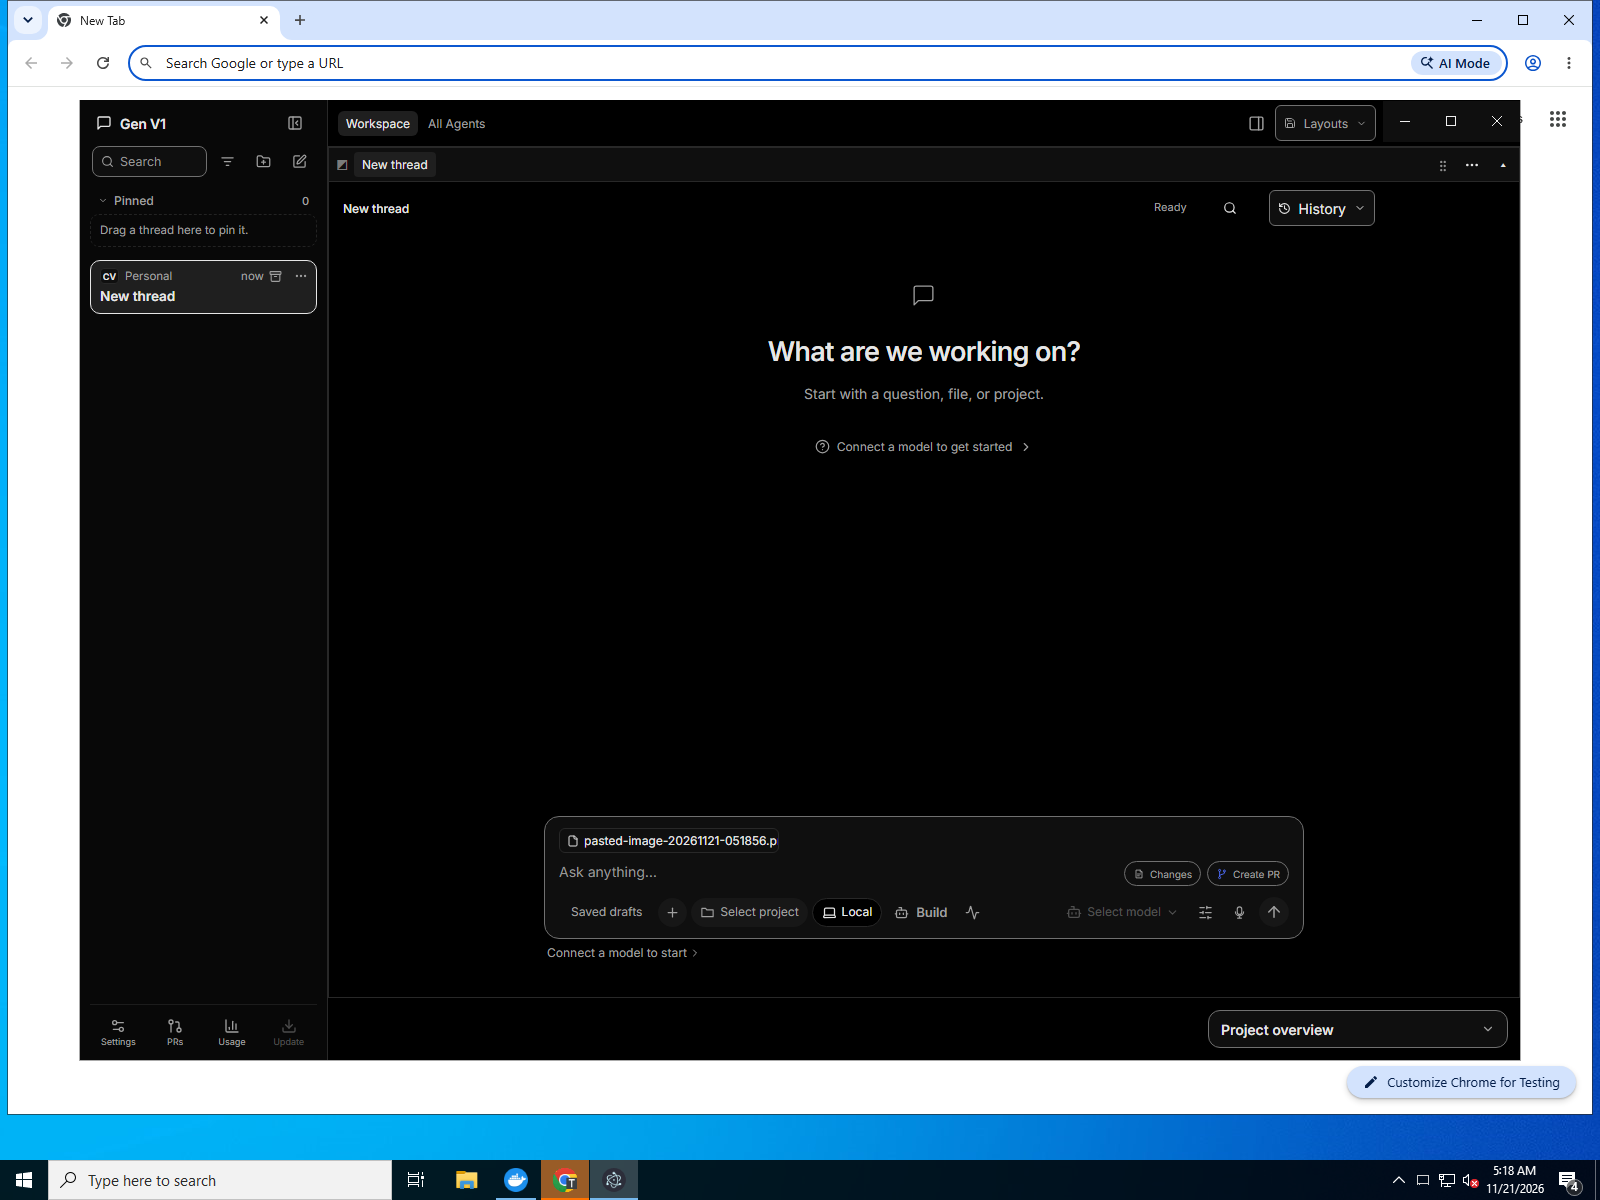 New Tab
Search Google or type a URL
AI Mode
Gen V1
Workspace
All Agents
Layouts
Search
New thread
Pinned
0
New thread
Ready
History
Drag a thread here to pin it.
CV Personal now
New thread
What are we working on?
Start with a question, file, or project.
Connect a model to get started
pasted-image-20261121-051856.p
Ask anything...
Changes
Create PR
Saved drafts
Select project
Local
Build
Select model
Connect a model to start
Settings
PRs
Usage
Update
Project overview
Customize Chrome for Testing
Type here to search
5:18 AM
11/21/2026
4